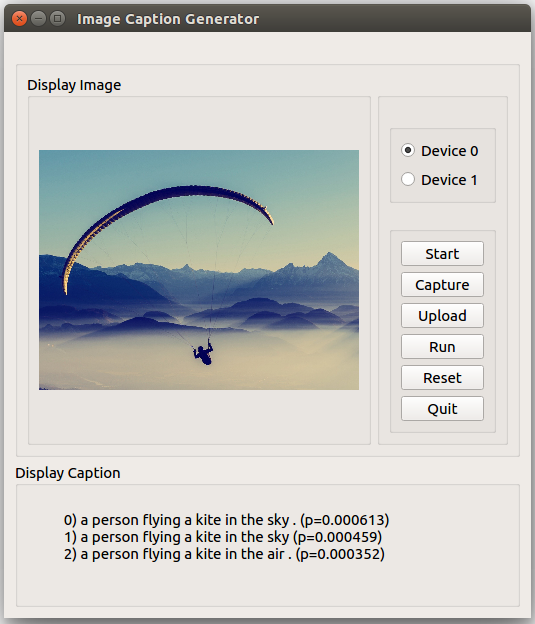 Image Caption Generator
Display Image
Device 0
Device 1
Start
Capture
Upload
Run
Reset
Quit
Display Caption
0) a person flying a kite in the sky . (p=0.000613)
1) a person flying a kite in the sky (p=0.000459)
2) a person flying a kite in the air . (p=0.000352)